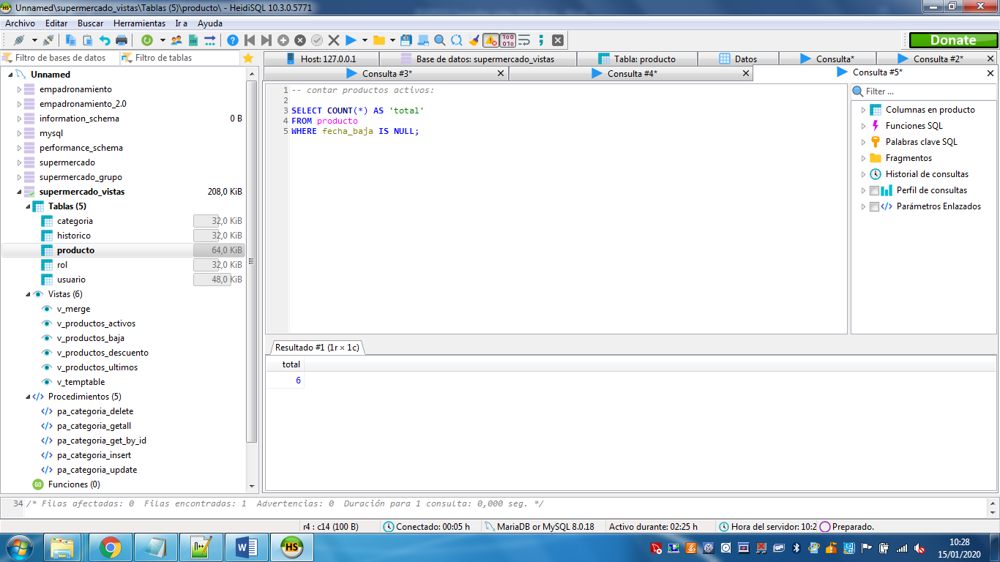 Unnamed\supermercado_vistas\Tablas (5)\producto\ - HeidiSQL 10.3.0.5771
Archivo Editar Buscar Herramientas Ir a Ayuda
Donate
Filtro de bases de datos
Filtro de tablas
Unnamed
empadronamiento
empadronamiento_2.0
information_schema 0 B
mysql
performance_schema
supermercado
supermercado_grupo
supermercado_vistas 208,0 KiB
Tablas (5)
categoria 32,0 KiB
historico 32,0 KiB
producto 64,0 KiB
rol 32,0 KiB
usuario 48,0 KiB
Vistas (6)
v_merge
v_productos_activos
v_productos_baja
v_productos_descuento
v_productos_ultimos
v_temptable
Procedimientos (5)
pa_categoria_delete
pa_categoria_getall
pa_categoria_get_by_id
pa_categoria_insert
pa_categoria_update
Funciones (0)
Host: 127.0.0.1 Base de datos: supermercado_vistas Tabla: producto Datos Consulta* Consulta #2*
Consulta #3* Consulta #4* Consulta #5*
1 -- contar productos activos:
2
3 SELECT COUNT(*) AS 'total'
4 FROM producto
5 WHERE fecha_baja IS NULL;
Filter ...
Columnas en producto
Funciones SQL
Palabras clave SQL
Fragmentos
Historial de consultas
Perfil de consultas
Parámetros Enlazados
Resultado #1 (1r × 1c)
total
6
34 /* Filas afectadas: 0 Filas encontradas: 1 Advertencias: 0 Duración para 1 consulta: 0,000 seg. */
r4 : c14 (100 B) Conectado: 00:05 h MariaDB or MySQL 8.0.18 Activo durante: 02:25 h Hora del servidor: 10:2 Preparado.
10:28
15/01/2020